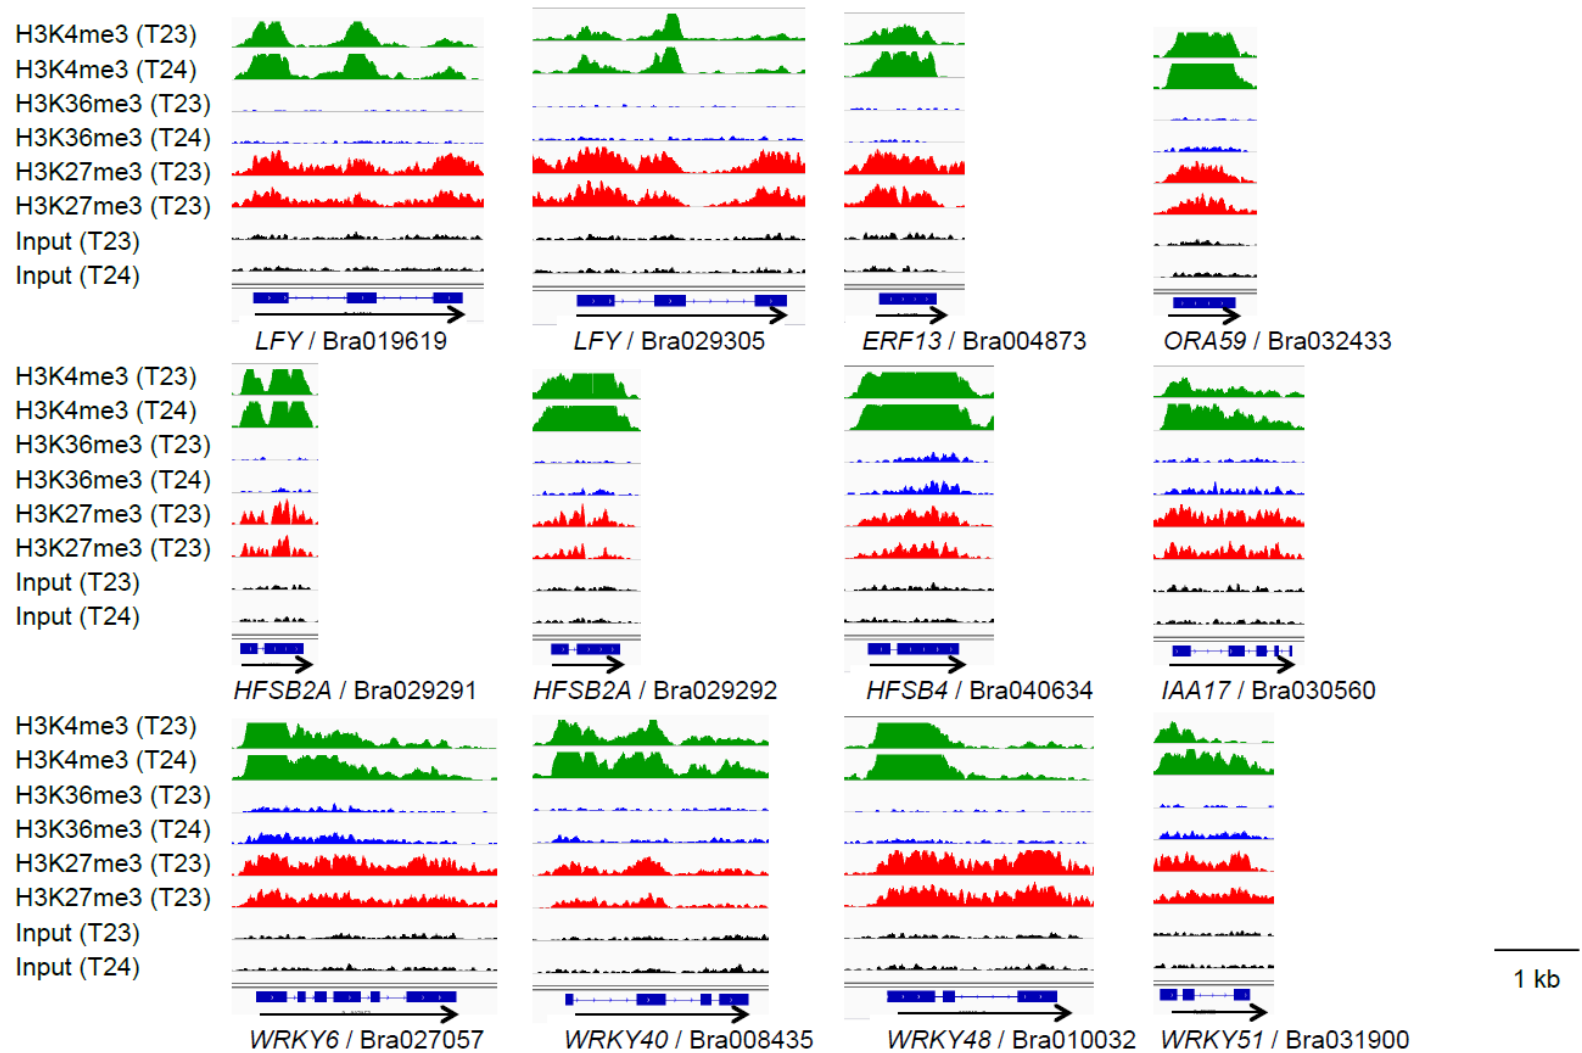 H3K4me3 (T23)
H3K4me3 (T24)
H3K36me3 (T23)
H3K36me3 (T24)
H3K27me3 (T23)
H3K27me3 (T23)
Input (T23)
Input (T24)
LFY / Bra019619
LFY / Bra029305
ERF13 / Bra004873
ORA59 / Bra032433
H3K4me3 (T23)
H3K4me3 (T24)
H3K36me3 (T23)
H3K36me3 (T24)
H3K27me3 (T23)
H3K27me3 (T23)
Input (T23)
Input (T24)
HFSB2A / Bra029291
HFSB2A / Bra029292
HFSB4 / Bra040634
IAA17 / Bra030560
H3K4me3 (T23)
H3K4me3 (T24)
H3K36me3 (T23)
H3K36me3 (T24)
H3K27me3 (T23)
H3K27me3 (T23)
Input (T23)
Input (T24)
1 kb
WRKY6 / Bra027057
WRKY40 / Bra008435
WRKY48 / Bra010032
WRKY51 / Bra031900